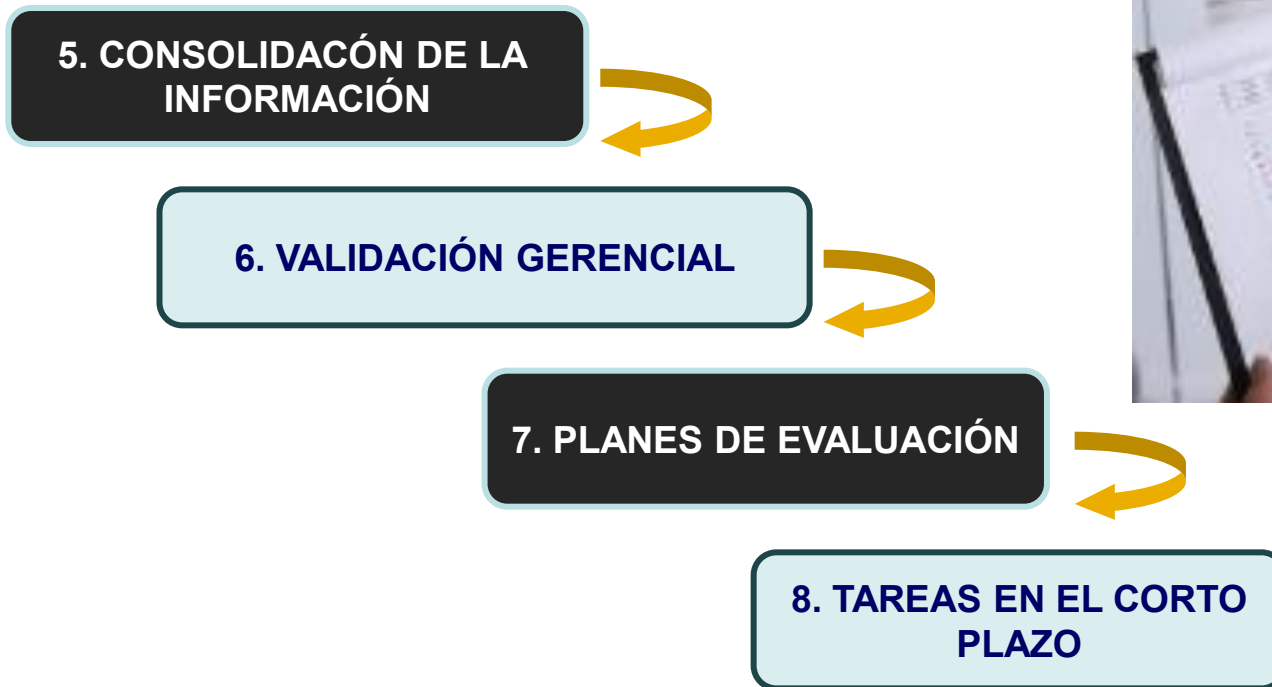 5. CONSOLIDACÓN DE LA
INFORMACIÓN
6. VALIDACIÓN GERENCIAL
7. PLANES DE EVALUACIÓN
8. TAREAS EN EL CORTO
PLAZO